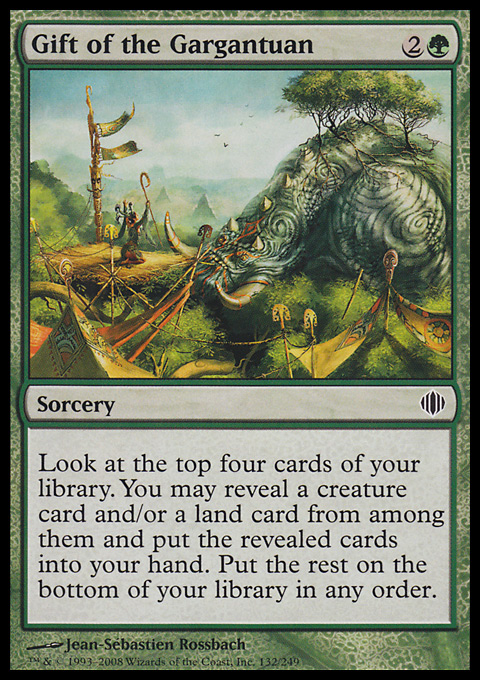 Gift of the Gargantuan 2
Sorcery
Look at the top four cards of your
library. You may reveal a creature
card and/or a land card from among
them and put the revealed cards
into your hand. Put the rest on the
bottom of your library in any order.
Jean-Sébastien Rossbach
™ & © 1993–2008 Wizards of the Coast, Inc. 132/249